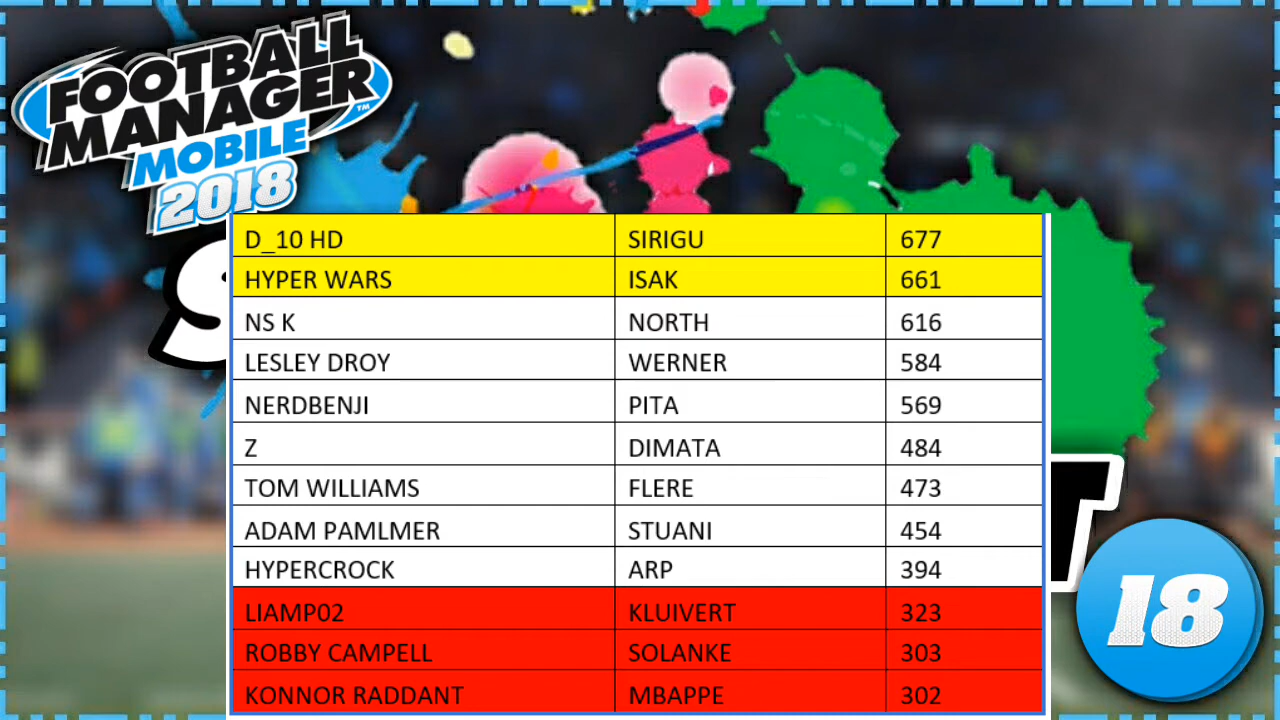 FOOTBALL
MANAGER™
MOBILE
2018
S
D_10 HD SIRIGU 677
HYPER WARS ISAK 661
NS K NORTH 616
LESLEY DROY WERNER 584
NERDBENJI PITA 569
Z DIMATA 484
TOM WILLIAMS FLERE 473
ADAM PAMLMER STUANI 454
HYPERCROCK ARP 394
LIAMP02 KLUIVERT 323
ROBBY CAMPELL SOLANKE 303
KONNOR RADDANT MBAPPE 302
T
18